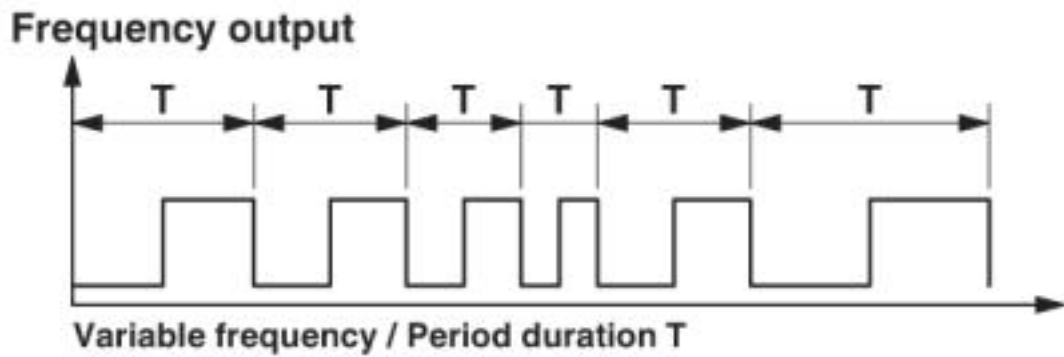 Frequency output
T T T T T T
Variable frequency / Period duration T